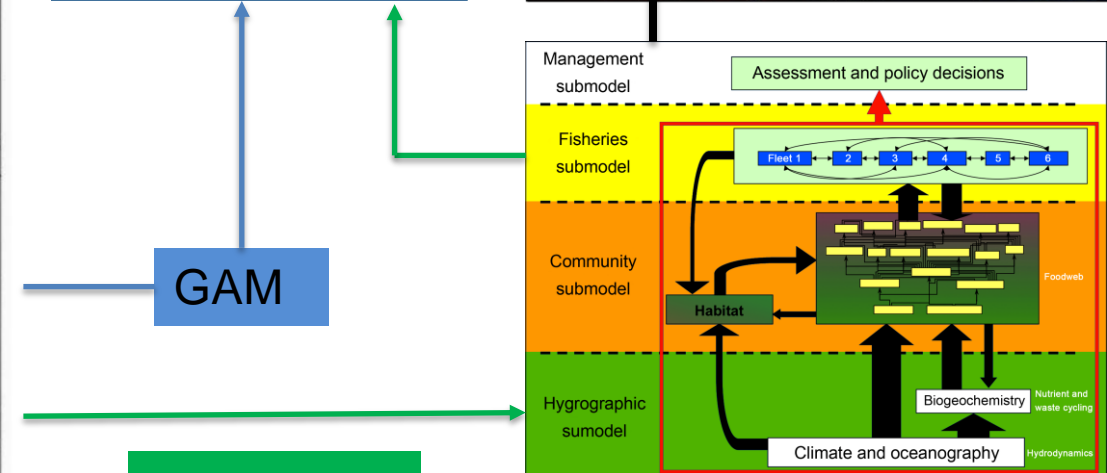 Management
submodel
Assessment and policy decisions
Fisheries
submodel
Fleet 1 2 3 4 5 6
Community
submodel
Foodweb
Habitat
GAM
Hygrographic
sumodel
Biogeochemistry
Nutrient and
waste cycling
Climate and oceanography
Hydrodynamics